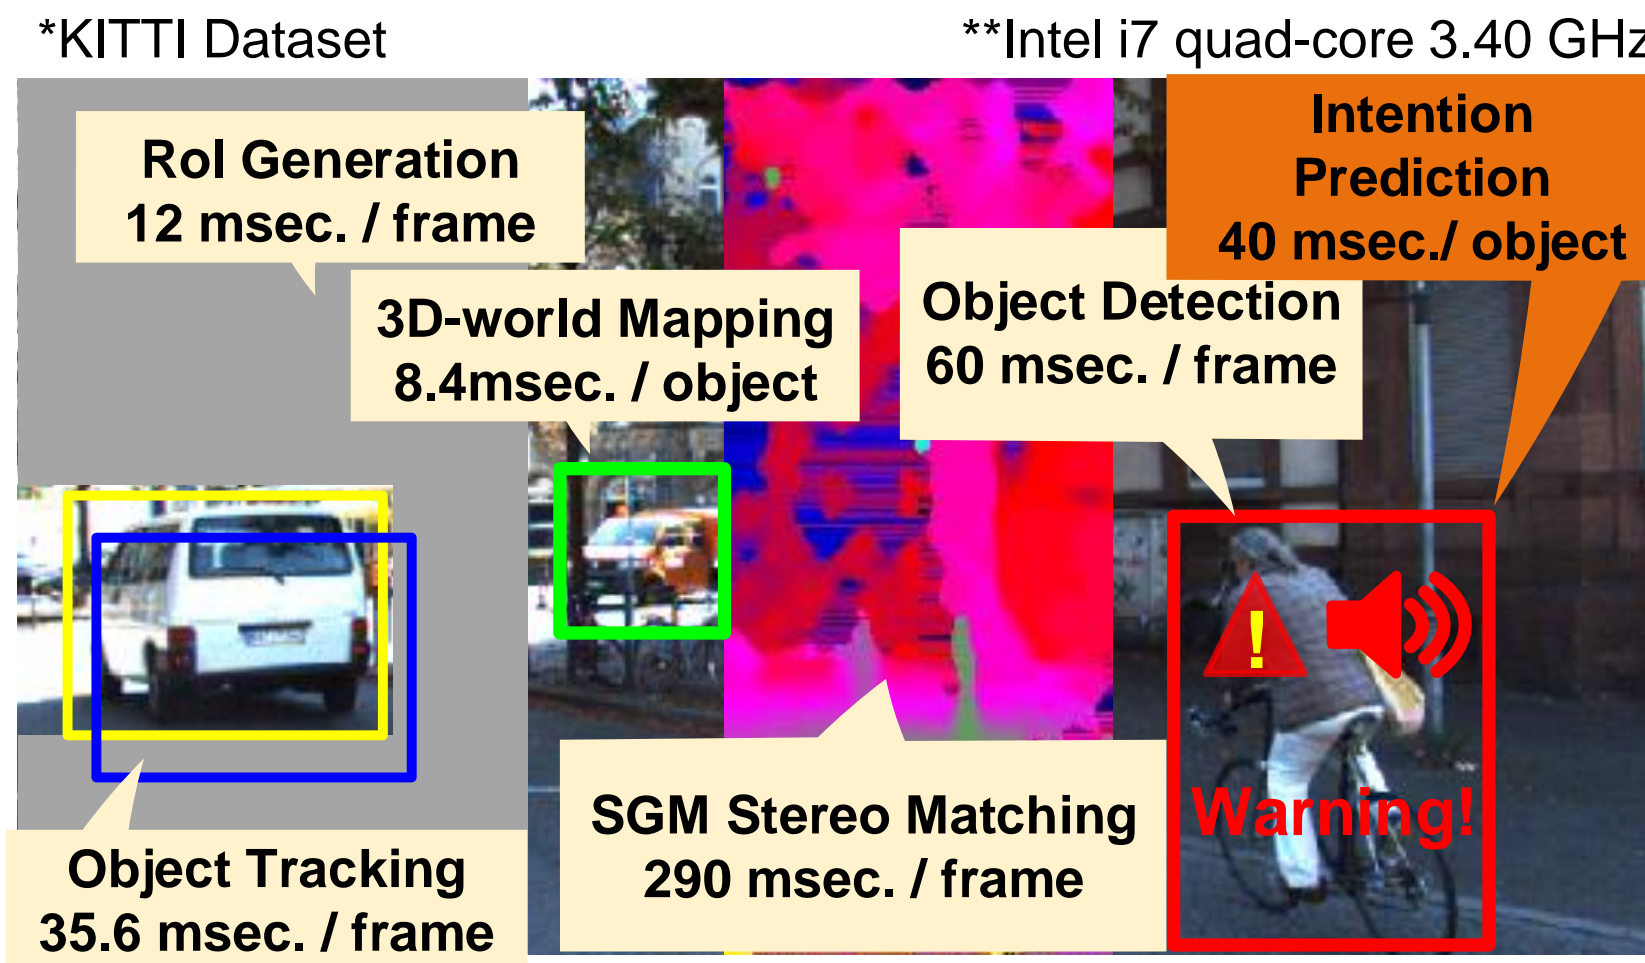 *KITTI Dataset
**Intel i7 quad-core 3.40 GHz
RoI Generation
12 msec. / frame
3D-world Mapping
8.4msec. / object
Object Detection
60 msec. / frame
Intention
Prediction
40 msec./ object
!
Warning!
SGM Stereo Matching
290 msec. / frame
Object Tracking
35.6 msec. / frame